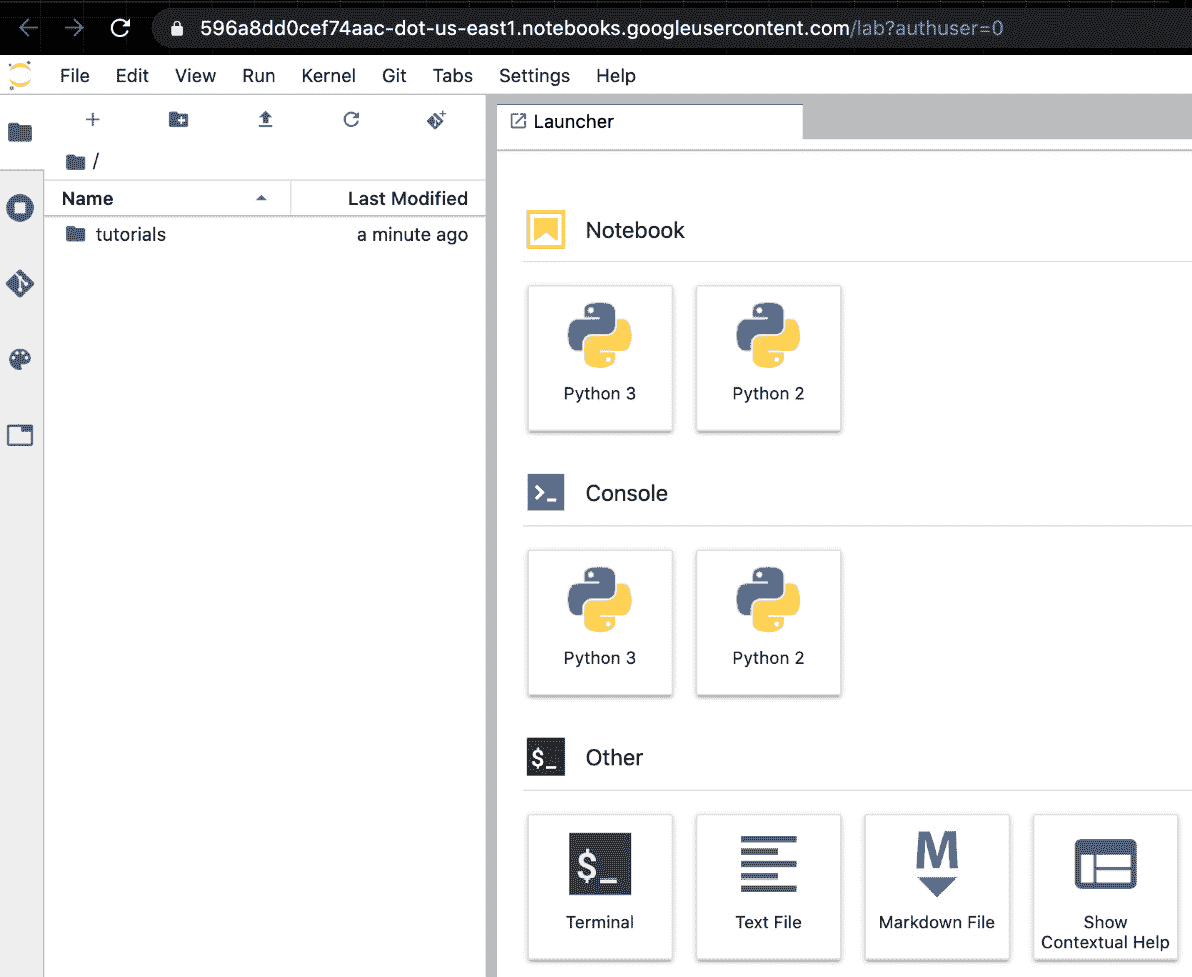 596a8dd0cef74aac-dot-us-east1.notebooks.googleusercontent.com/lab?authuser=0
File Edit View Run Kernel Git Tabs Settings Help
Launcher
/
Name Last Modified
tutorials a minute ago
Notebook
Python 3 Python 2
>_ Console
Python 3 Python 2
$_ Other
$_
M
Terminal Text File Markdown File Show
Contextual Help